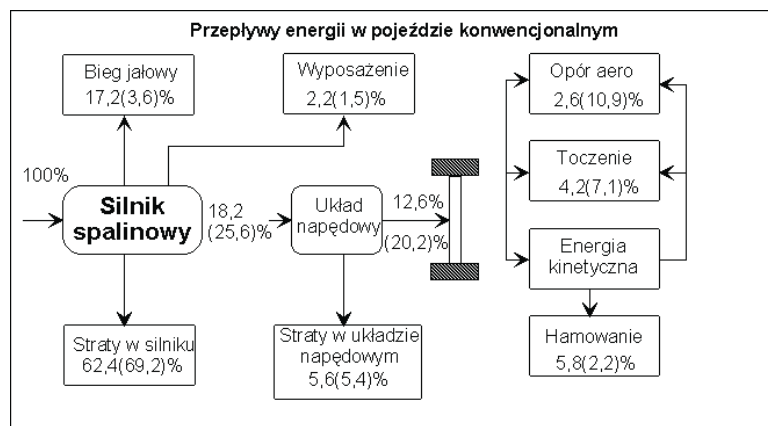 Przepływy energii w pojeździe konwencjonalnym
Bieg jałowy
17,2(3,6)%
Wyposażenie
2,2(1,5)%
Opór aero
2,6(10,9)%
Toczenie
4,2(7,1)%
100%
Silnik
spalinowy
18,2
(25,6)%
Układ
napędowy
12,6%
(20,2)%
Energia
kinetyczna
Straty w silniku
62,4(69,2)%
Straty w układzie
napędowym
5,6(5,4)%
Hamowanie
5,8(2,2)%